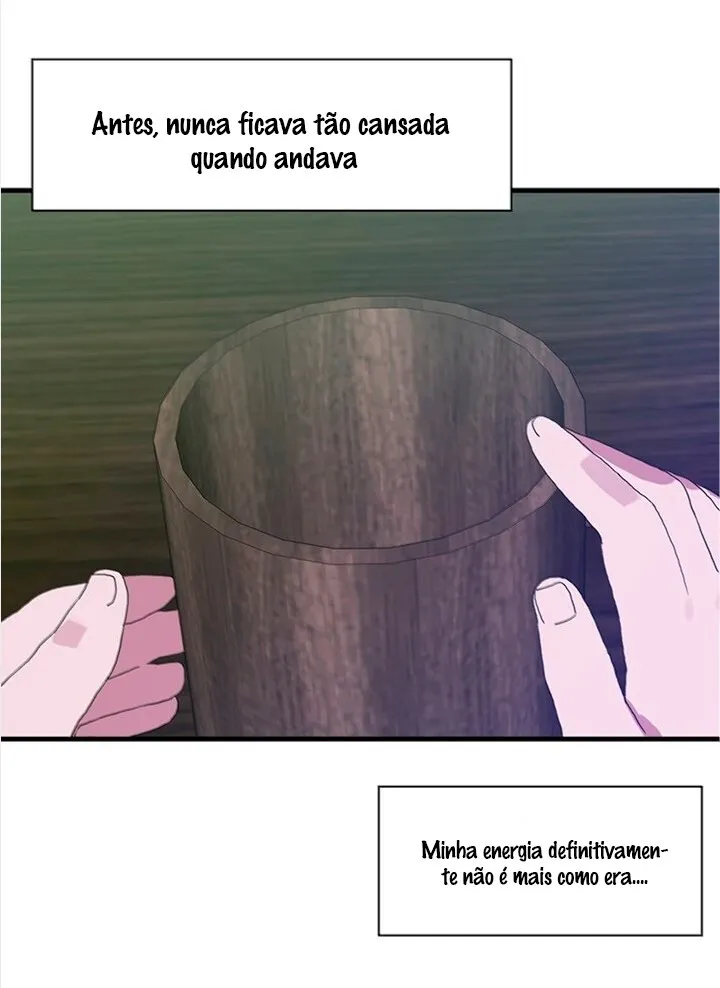 Antes, nunca ficava tão cansada
quando andava
Minha energia definitivamen-
te não é mais como era....